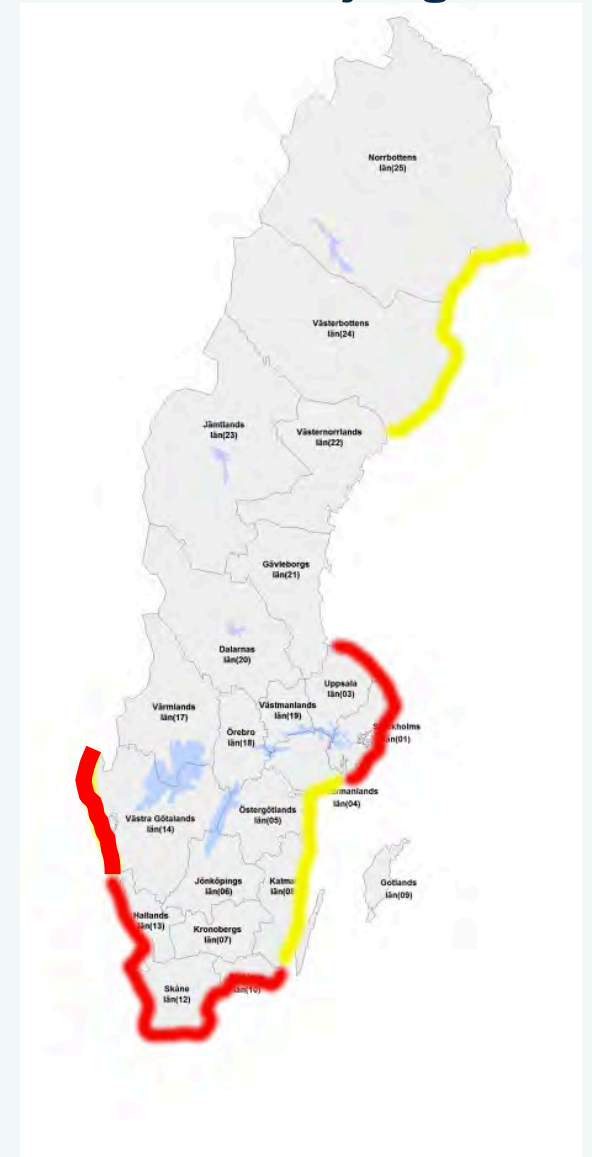 Norrbottens
län(25)
Västerbottens
län(24)
Jämtlands
län(23)
Västernorrlands
län(22)
Gävleborgs
län(21)
Dalarnas
län(20)
Uppsala
län(03)
Värmlands
län(17)
Västmanlands
län(19)
Örebro
län(18)
län(01)
län(04)
Östergötlands
län(05)
Västra Götalands
län(14)
Jönköpings
län(06)
Gotlands
län(09)
Hallands
län(13)
Kronobergs
län(07)
Skåne
län(12)
län(10)